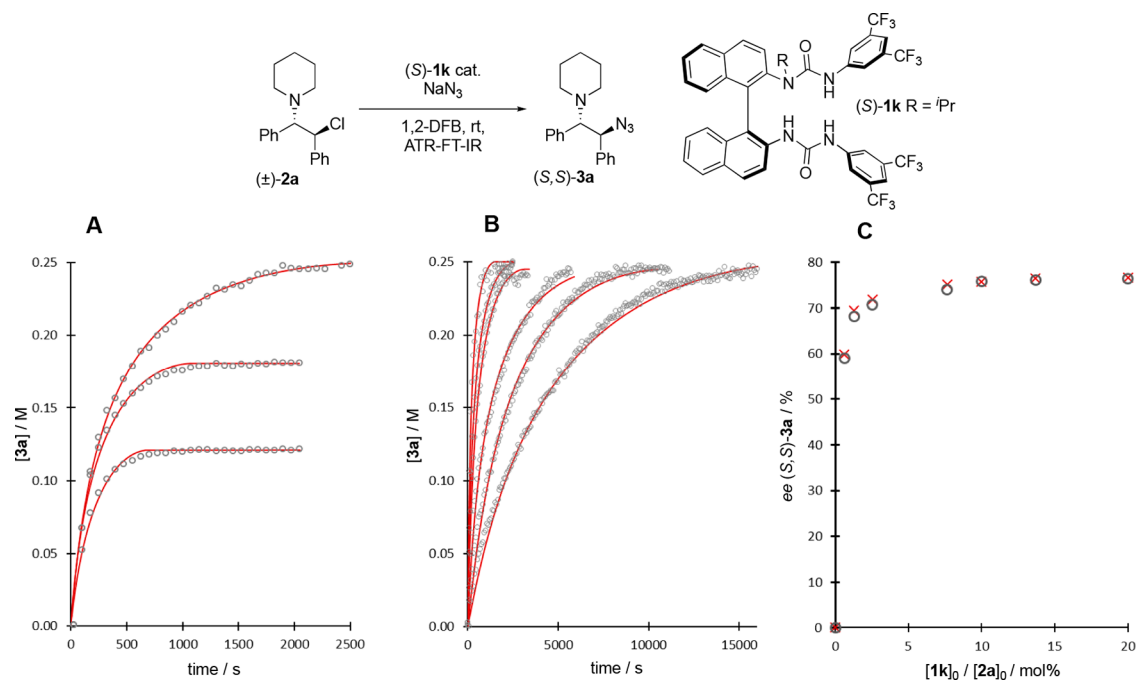 N
Ph
Cl
Ph
(±)-2a
(S)-1k cat.
NaN3
1,2-DFB, rt,
ATR-FT-IR
N
Ph
N3
Ph
(S,S)-3a
R
N
O
N
H
CF3
CF3
(S)-1k R = iPr
H
N
H
N
O
CF3
CF3
A
[3a] / M
0.25
0.20
0.15
0.10
0.05
0.00
0 500 1000 1500 2000 2500
time / s
B
[3a] / M
0.25
0.20
0.15
0.10
0.05
0.00
0 5000 10000 15000
time / s
C
ee (S,S)-3a / %
80
70
60
50
40
30
20
10
0
0 5 10 15 20
[1k]0 / [2a]0 / mol%